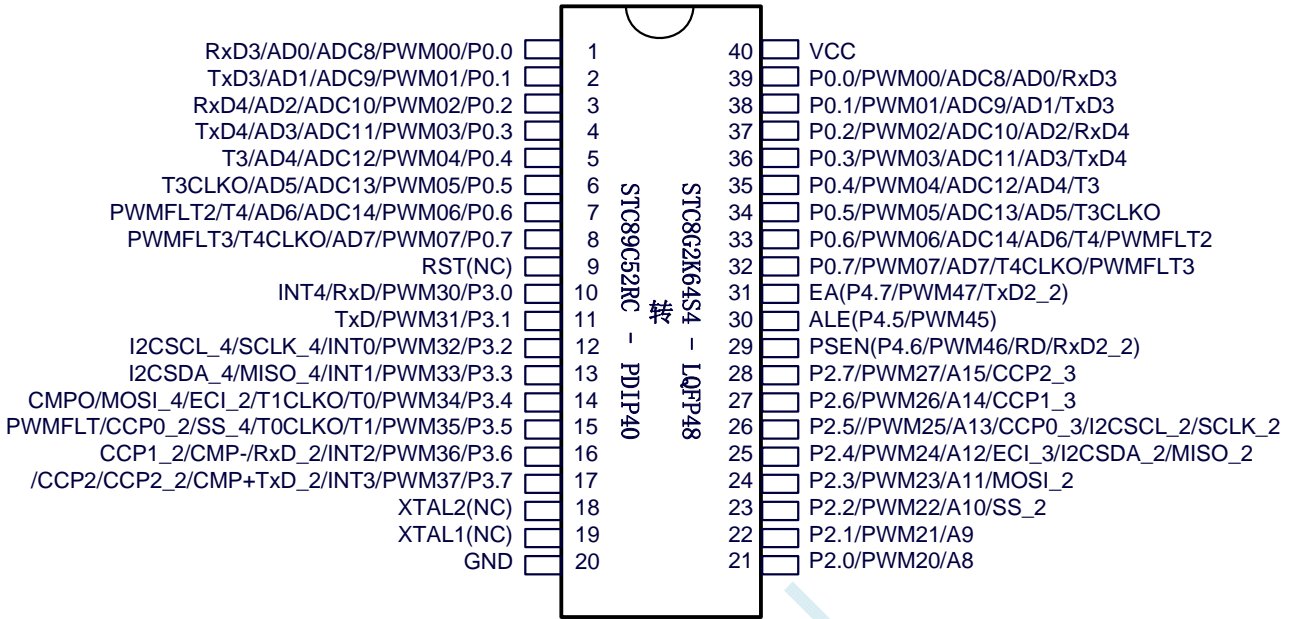 RxD3/AD0/ADC8/PWM00/P0.0 1 40 VCC
TxD3/AD1/ADC9/PWM01/P0.1 2 39 P0.0/PWM00/ADC8/AD0/RxD3
RxD4/AD2/ADC10/PWM02/P0.2 3 38 P0.1/PWM01/ADC9/AD1/TxD3
TxD4/AD3/ADC11/PWM03/P0.3 4 37 P0.2/PWM02/ADC10/AD2/RxD4
T3/AD4/ADC12/PWM04/P0.4 5 36 P0.3/PWM03/ADC11/AD3/TxD4
T3CLKO/AD5/ADC13/PWM05/P0.5 6 35 P0.4/PWM04/ADC12/AD4/T3
PWMFLT2/T4/AD6/ADC14/PWM06/P0.6 7 34 P0.5/PWM05/ADC13/AD5/T3CLKO
PWMFLT3/T4CLKO/AD7/PWM07/P0.7 8 33 P0.6/PWM06/ADC14/AD6/T4/PWMFLT2
RST(NC) 9 32 P0.7/PWM07/AD7/T4CLKO/PWMFLT3
INT4/RxD/PWM30/P3.0 10 31 EA(P4.7/PWM47/TxD2_2)
TxD/PWM31/P3.1 11 30 ALE(P4.5/PWM45)
I2CSCL_4/SCLK_4/INT0/PWM32/P3.2 12 29 PSEN(P4.6/PWM46/RD/RxD2_2)
I2CSDA_4/MISO_4/INT1/PWM33/P3.3 13 28 P2.7/PWM27/A15/CCP2_3
CMPO/MOSI_4/ECI_2/T1CLKO/T0/PWM34/P3.4 14 27 P2.6/PWM26/A14/CCP1_3
PWMFLT/CCP0_2/SS_4/T0CLKO/T1/PWM35/P3.5 15 26 P2.5//PWM25/A13/CCP0_3/I2CSCL_2/SCLK_2
CCP1_2/CMP-/RxD_2/INT2/PWM36/P3.6 16 25 P2.4/PWM24/A12/ECI_3/I2CSDA_2/MISO_2
/CCP2/CCP2_2/CMP+TxD_2/INT3/PWM37/P3.7 17 24 P2.3/PWM23/A11/MOSI_2
XTAL2(NC) 18 23 P2.2/PWM22/A10/SS_2
XTAL1(NC) 19 22 P2.1/PWM21/A9
GND 20 21 P2.0/PWM20/A8
STC89C52RC - PDIP40
转
STC8G2K64S4 - LQFP48